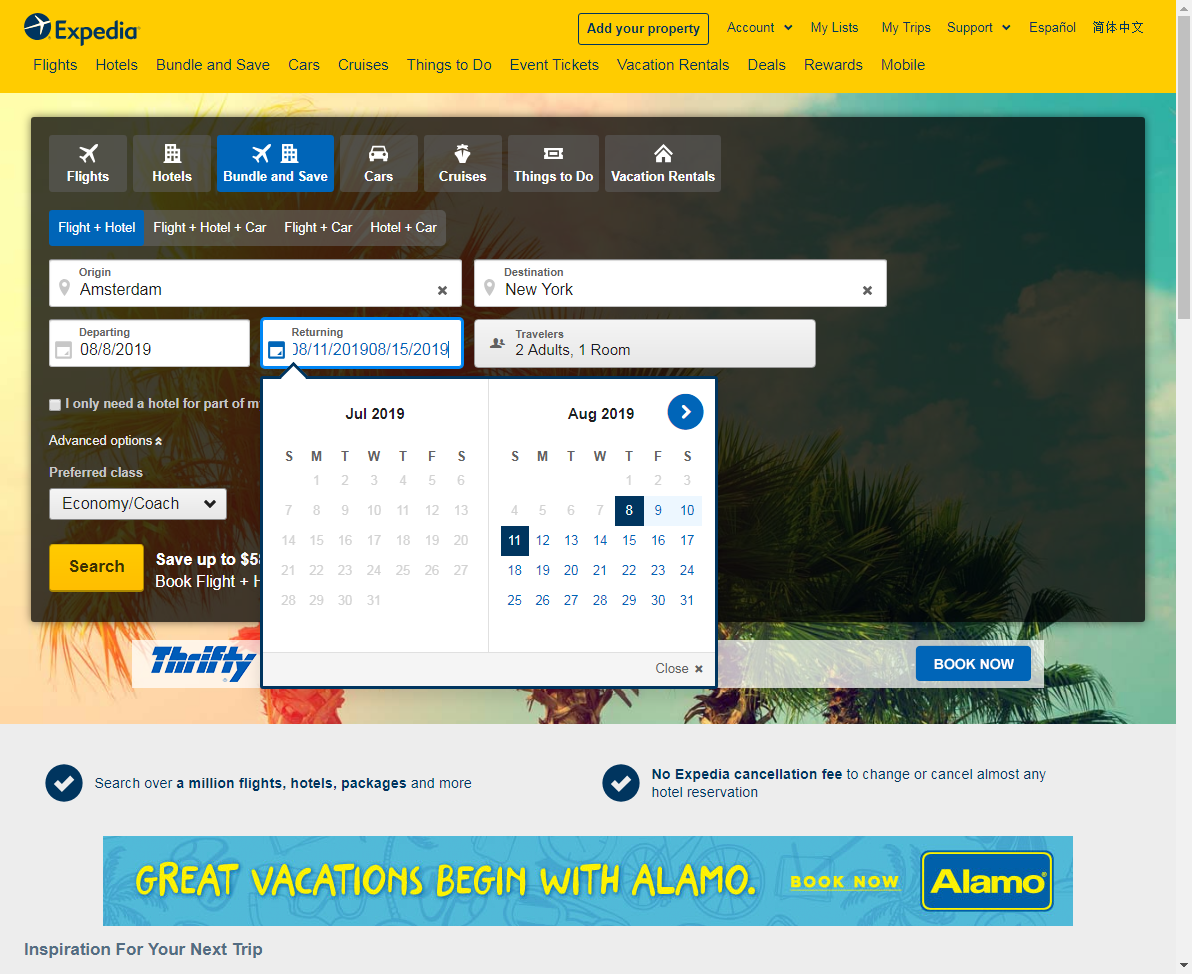 Expedia
Add your property
Account
My Lists
My Trips
Support
Español
简体中文
Flights Hotels Bundle and Save Cars Cruises Things to Do Event Tickets Vacation Rentals Deals Rewards Mobile
Flights
Hotels
Bundle and Save
Cars
Cruises
Things to Do
Vacation Rentals
Flight + Hotel
Flight + Hotel + Car
Flight + Car
Hotel + Car
Origin
Amsterdam
Destination
New York
Departing
08/8/2019
Returning
08/11/201908/15/2019
Travelers
2 Adults, 1 Room
I only need a hotel for part of m
Advanced options
Preferred class
Economy/Coach
Search
Save up to $5
Book Flight + H
Jul 2019
S M T W T F S
1 2 3 4 5 6
7 8 9 10 11 12 13
14 15 16 17 18 19 20
21 22 23 24 25 26 27
28 29 30 31
Aug 2019
S M T W T F S
1 2 3
4 5 6 7 8 9 10
11 12 13 14 15 16 17
18 19 20 21 22 23 24
25 26 27 28 29 30 31
Close
Thrifty
BOOK NOW
Search over a million flights, hotels, packages and more
No Expedia cancellation fee to change or cancel almost any
hotel reservation
GREAT VACATIONS BEGIN WITH ALAMO.
BOOK NOW
Alamo
Inspiration For Your Next Trip